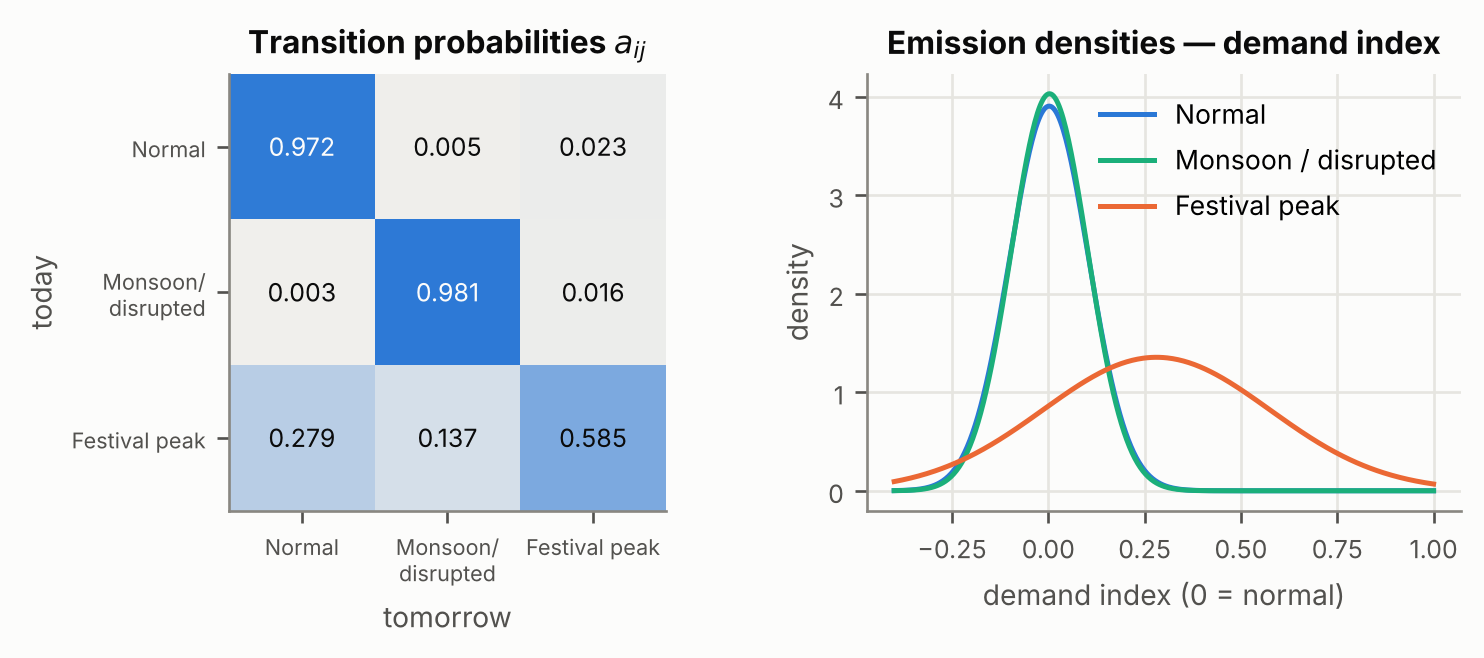 Transition probabilities aᵢⱼ
today
Normal
0.972 0.005 0.023
Monsoon/
disrupted
0.003 0.981 0.016
Festival peak
0.279 0.137 0.585
Normal
Monsoon/
disrupted
Festival peak
tomorrow
Emission densities — demand index
density
4
3
2
1
0
Normal
Monsoon / disrupted
Festival peak
−0.25 0.00 0.25 0.50 0.75 1.00
demand index (0 = normal)